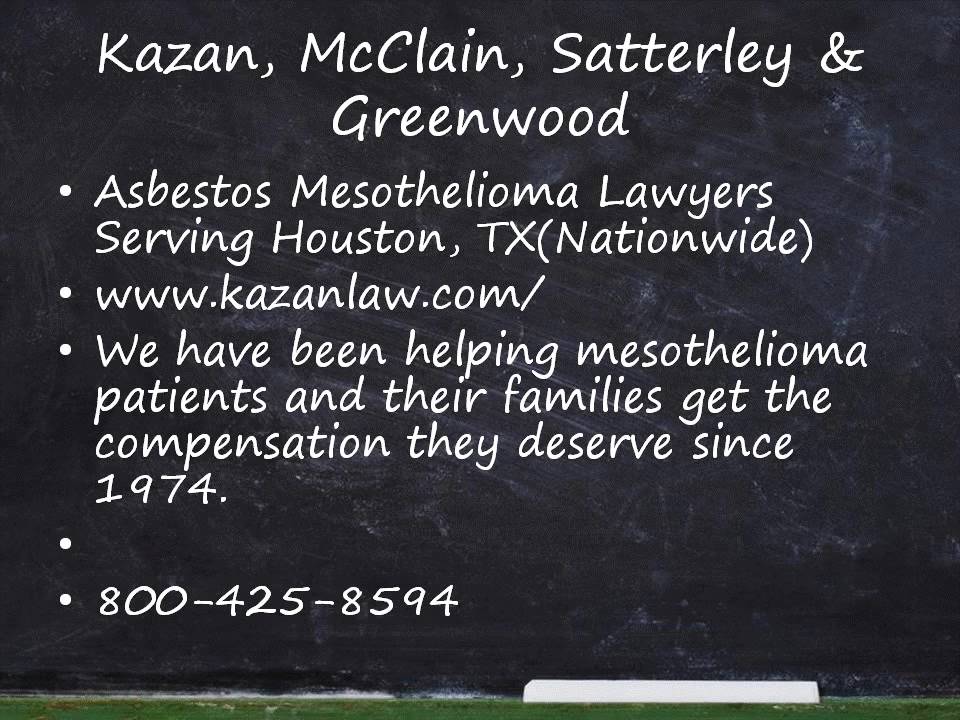 Kazan, McClain, Satterley &
Greenwood
• Asbestos Mesothelioma Lawyers
Serving Houston, TX(Nationwide)
• www.kazanlaw.com/
• We have been helping mesothelioma
patients and their families get the
compensation they deserve since
1974.
•
• 800-425-8594